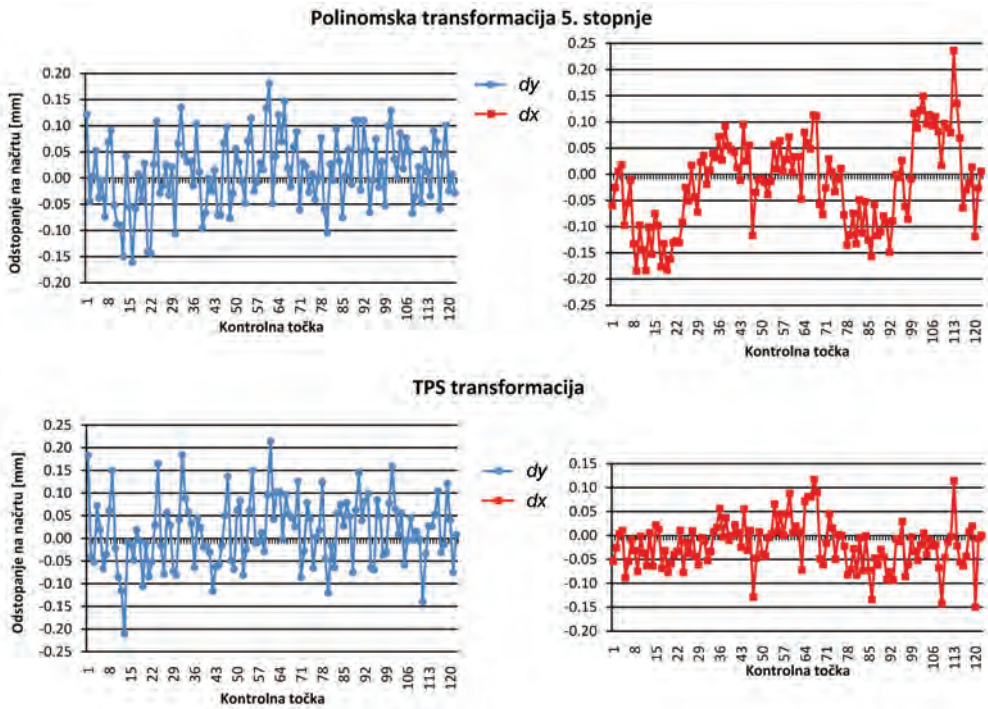 Polinomska transformacija 5. stopnje
Odstopanje na načrtu [mm]
0.20
0.15
0.10
0.05
0.00
-0.05
-0.10
-0.15
-0.20
1 8 15 22 29 36 43 50 57 64 71 78 85 92 99 106 113 120
Kontrolna točka
dy
dx
0.25
0.20
0.15
0.10
0.05
0.00
-0.05
-0.10
-0.15
-0.20
-0.25
1 8 15 22 29 36 43 50 57 64 71 78 85 92 99 106 113 120
Kontrolna točka
TPS transformacija
Odstopanje na načrtu [mm]
0.25
0.20
0.15
0.10
0.05
0.00
-0.05
-0.10
-0.15
-0.20
-0.25
1 8 15 22 29 36 43 50 57 64 71 78 85 92 99 106 113 120
Kontrolna točka
dy
dx
0.15
0.10
0.05
0.00
-0.05
-0.10
-0.15
-0.20
1 8 15 22 29 36 43 50 57 64 71 78 85 92 99 106 113 120
Kontrolna točka